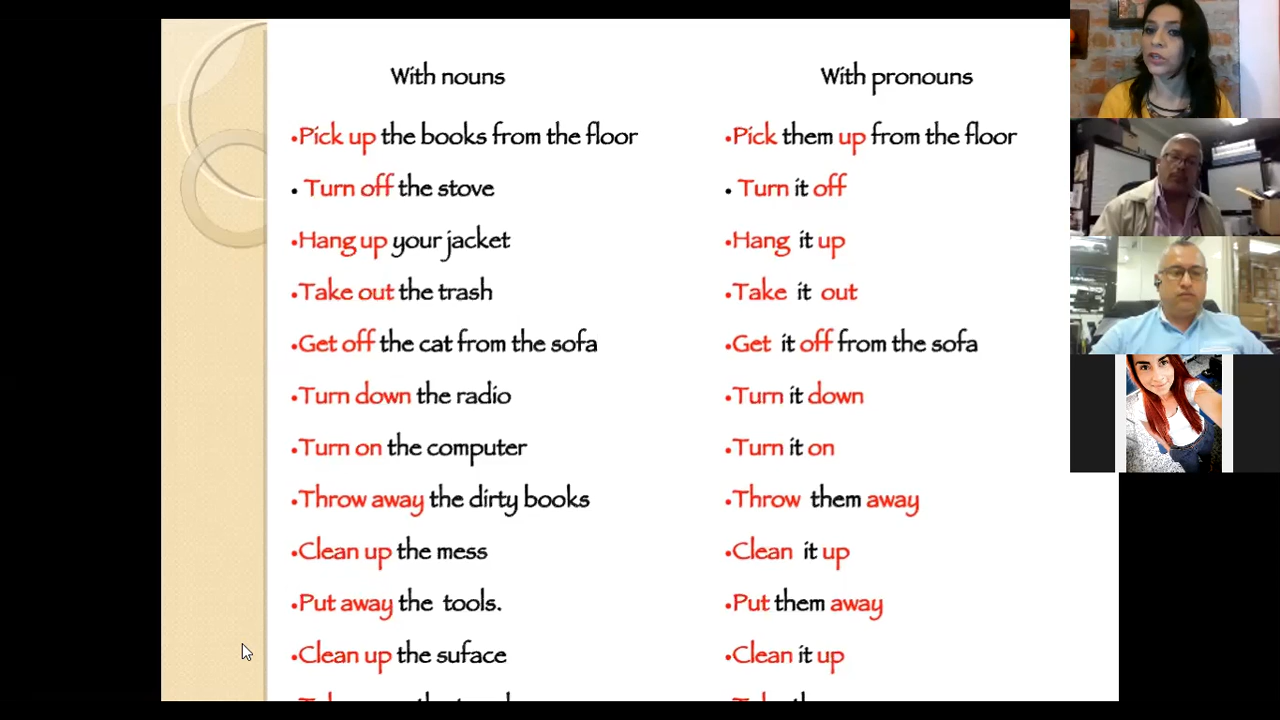 With nouns
With pronouns
•Pick up the books from the floor
•Pick them up from the floor
• Turn off the stove
• Turn it off
•Hang up your jacket
•Hang it up
•Take out the trash
•Take it out
•Get off the cat from the sofa
•Get it off from the sofa
•Turn down the radio
•Turn it down
•Turn on the computer
•Turn it on
•Throw away the dirty books
•Throw them away
•Clean up the mess
•Clean it up
•Put away the tools.
•Put them away
•Clean up the suface
•Clean it up